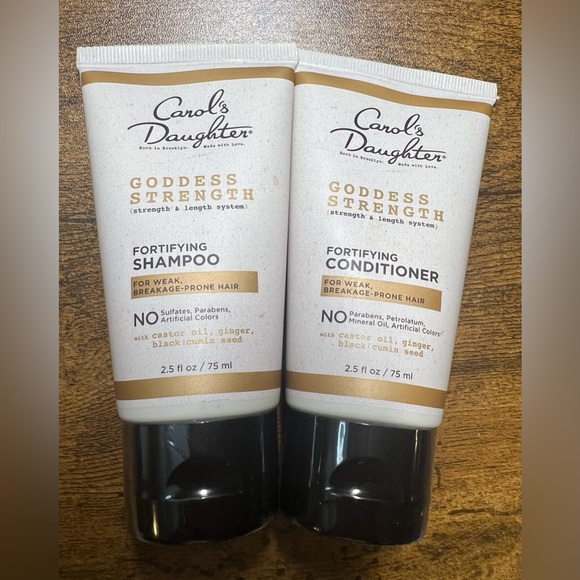 Carol's
Daughter®
Born in Brooklyn. Made with Love.
GODDESS
STRENGTH
(strength & length system)
FORTIFYING
SHAMPOO
FOR WEAK,
BREAKAGE-PRONE HAIR
NO Sulfates, Parabens,
Artificial Colors
with castor oil, ginger,
black cumin seed
2.5 fl oz / 75 ml
Carol's
Daughter®
Born in Brooklyn. Made with Love.
GODDESS
STRENGTH
(strength & length system)
FORTIFYING
CONDITIONER
FOR WEAK,
BREAKAGE-PRONE HAIR
NO Parabens, Petrolatum,
Mineral Oil, Artificial Colors
with castor oil, ginger,
black cumin seed
2.5 fl oz / 75 ml